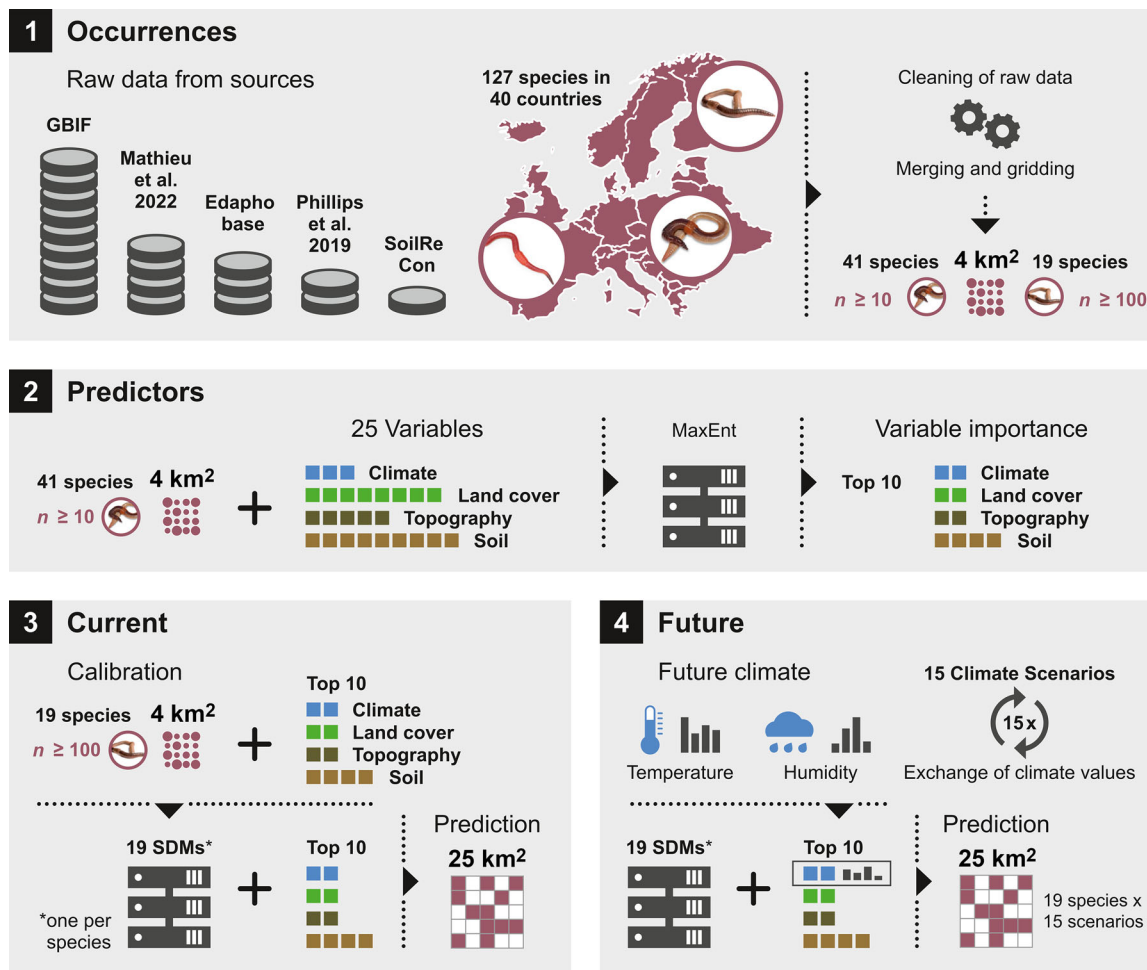 1 Occurrences
Raw data from sources
GBIF
Mathieu
et al.
2022
Edapho
base
Phillips
et al.
2019
SoilRe
Con
127 species in
40 countries
Cleaning of raw data
Merging and gridding
41 species
n ≥ 10
4 km²
19 species
n ≥ 100
2 Predictors
41 species
n ≥ 10
4 km²
+
25 Variables
Climate
Land cover
Topography
Soil
MaxEnt
Variable importance
Top 10
Climate
Land cover
Topography
Soil
3 Current
Calibration
19 species
n ≥ 100
4 km²
+
Top 10
Climate
Land cover
Topography
Soil
19 SDMs*
*one per
species
+
Top 10
Prediction
25 km²
4 Future
Future climate
Temperature
Humidity
15 Climate Scenarios
15 x
Exchange of climate values
19 SDMs*
+
Top 10
Prediction
25 km²
19 species x
15 scenarios